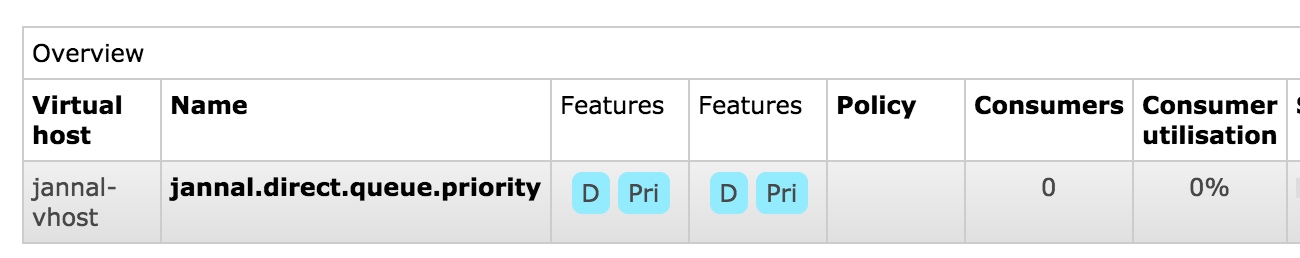 Overview
Virtual host Name Features Features Policy Consumers Consumer utilisation
jannal-vhost jannal.direct.queue.priority D Pri D Pri 0 0%